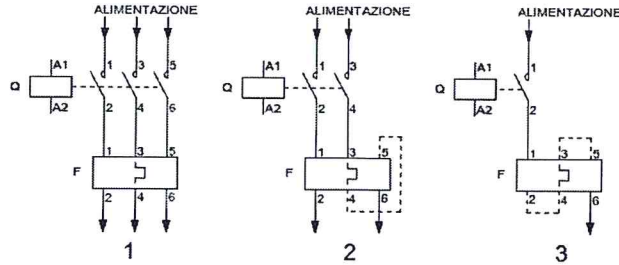 ALIMENTAZIONE ALIMENTAZIONE ALIMENTAZIONE
1 3 5 1 3 1
A1 A1 A1
Q Q Q
A2 A2 A2
2 4 6 2 4 2
1 3 5 1 3 5 1 3 5
F F F
2 4 6 2 4 6 2 4 6
1 2 3